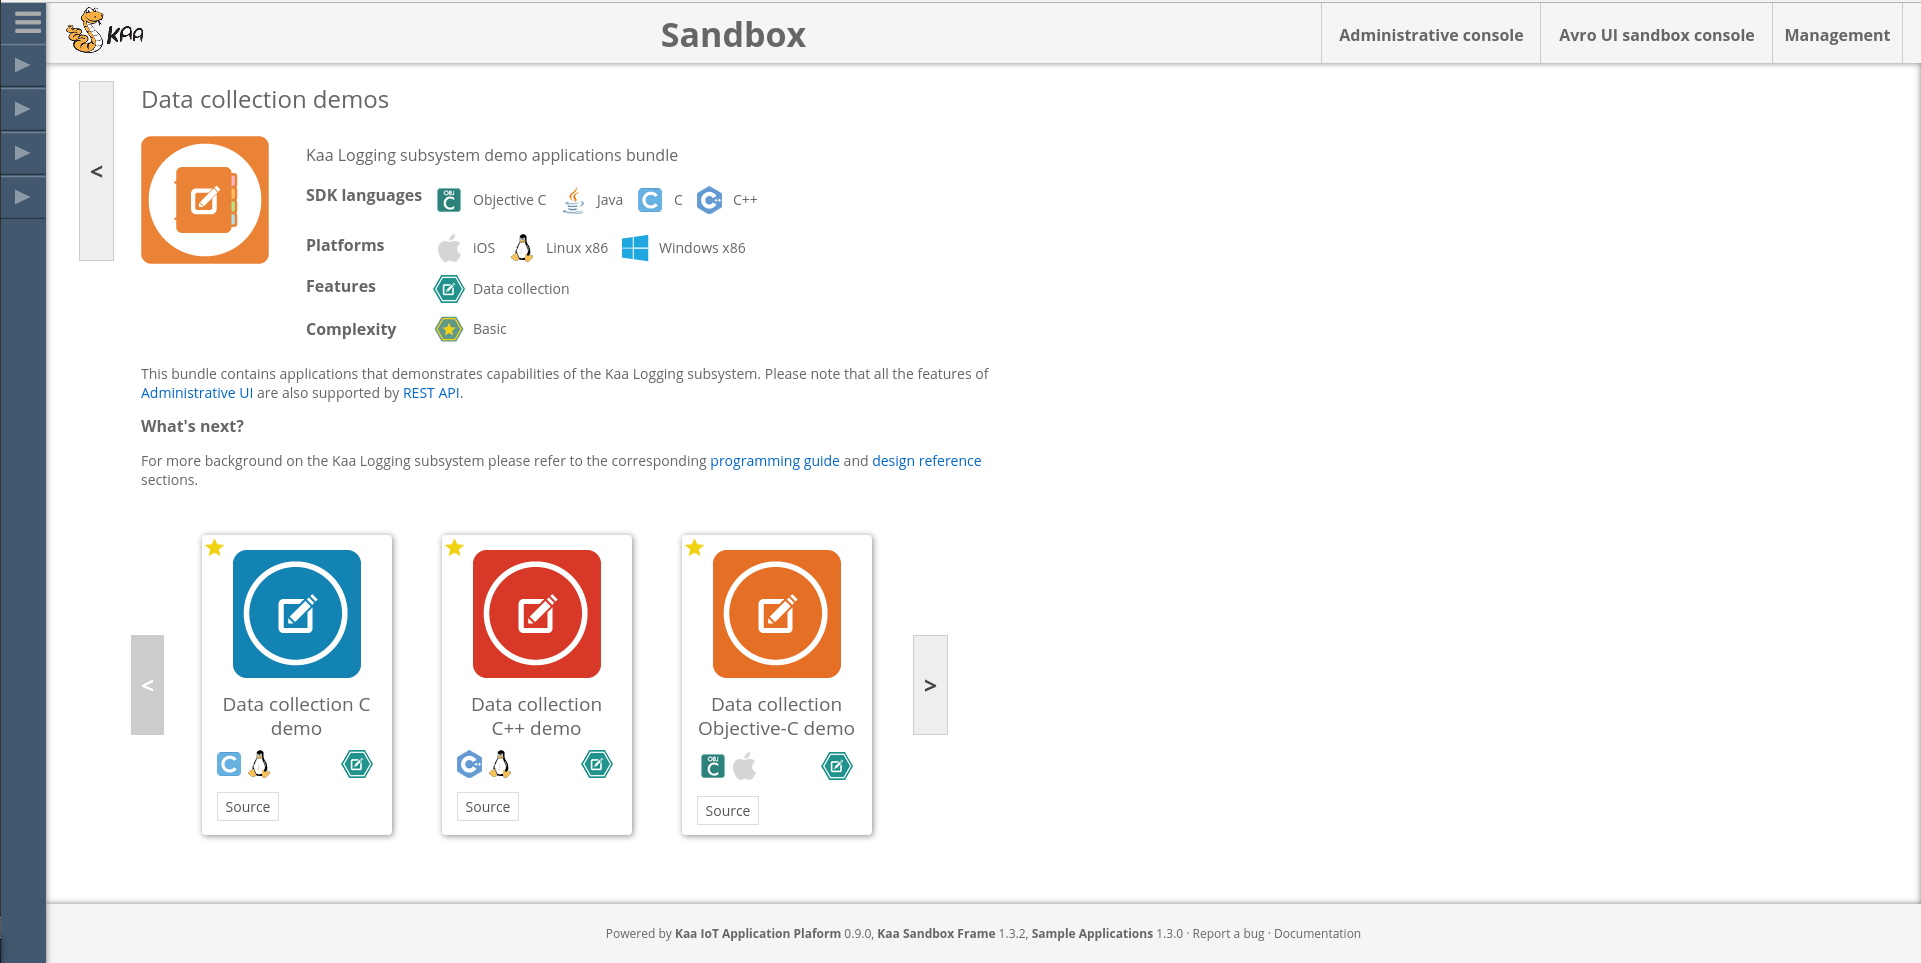 KAA
Sandbox
Administrative console
Avro UI sandbox console
Management
<
Data collection demos
Kaa Logging subsystem demo applications bundle
SDK languages Objective C Java C C++
Platforms iOS Linux x86 Windows x86
Features Data collection
Complexity Basic
This bundle contains applications that demonstrates capabilities of the Kaa Logging subsystem. Please note that all the features of
Administrative UI are also supported by REST API.
What's next?
For more background on the Kaa Logging subsystem please refer to the corresponding programming guide and design reference
sections.
<
Data collection C
demo
Source
Data collection
C++ demo
Source
Data collection
Objective-C demo
Source
>
Powered by Kaa IoT Application Plaform 0.9.0, Kaa Sandbox Frame 1.3.2, Sample Applications 1.3.0 · Report a bug · Documentation